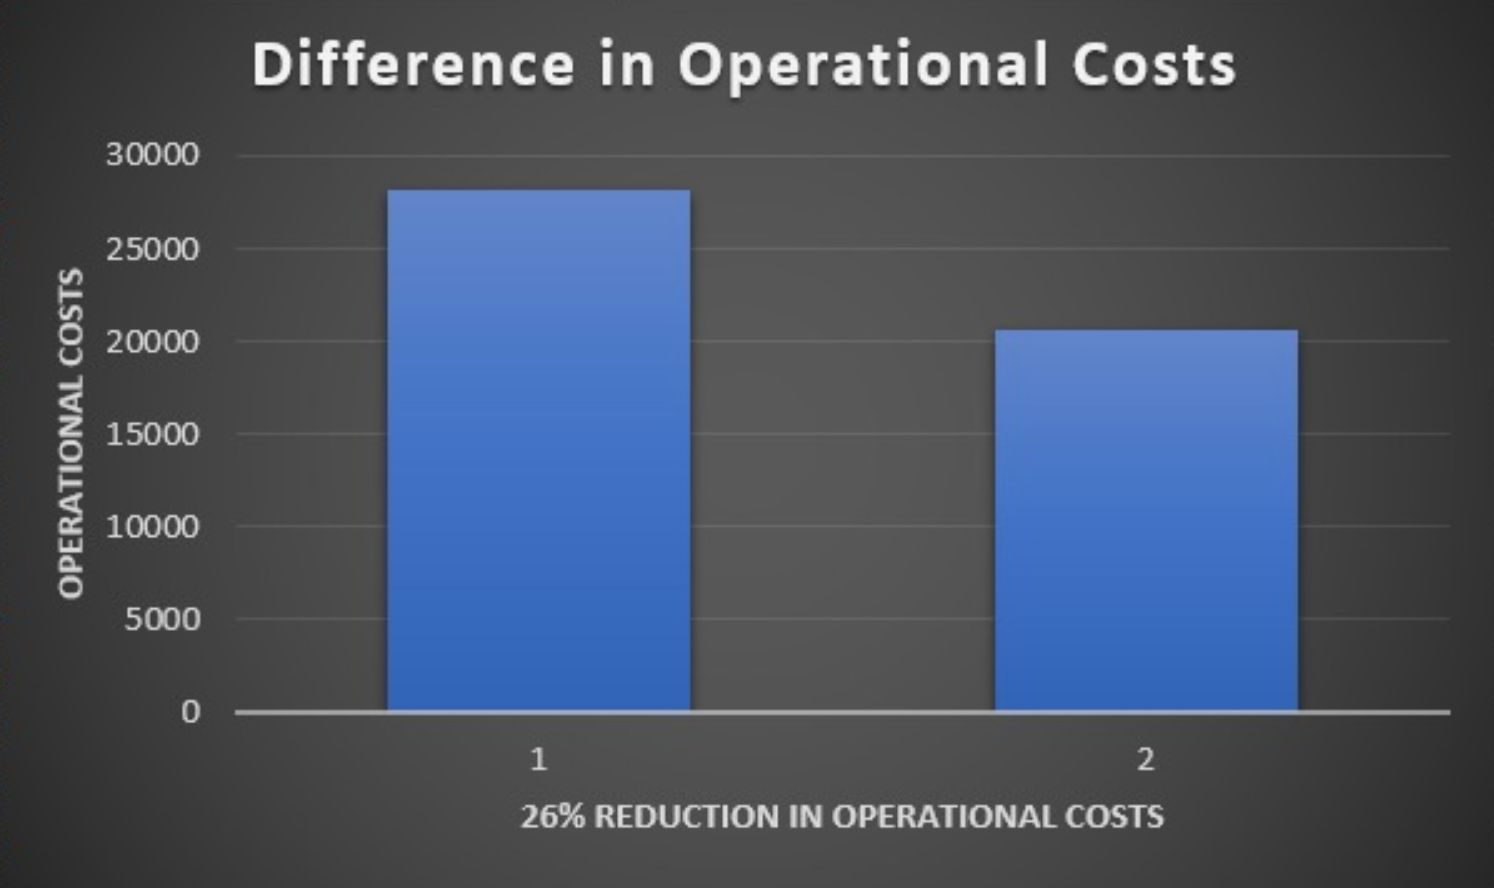 Difference in Operational Costs
30000
25000
20000
15000
10000
5000
0
OPERATIONAL COSTS
1 2
26% REDUCTION IN OPERATIONAL COSTS